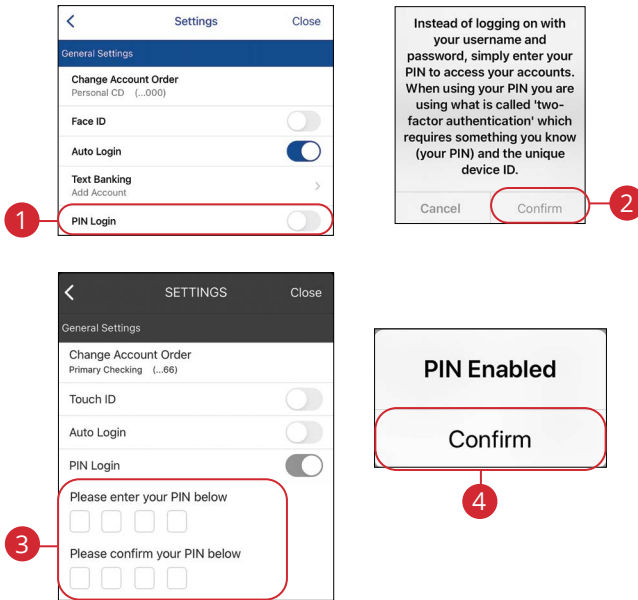 Settings
Close
General Settings
Change Account Order
Personal CD (...000)
Face ID
Auto Login
Text Banking
Add Account
1
PIN Login
Instead of logging on with
your username and
password, simply enter your
PIN to access your accounts.
When using your PIN you are
using what is called 'two-
factor authentication' which
requires something you know
(your PIN) and the unique
device ID.
Cancel
Confirm
2
SETTINGS
Close
General Settings
Change Account Order
Primary Checking (...66)
Touch ID
Auto Login
PIN Login
Please enter your PIN below
3
Please confirm your PIN below
PIN Enabled
Confirm
4